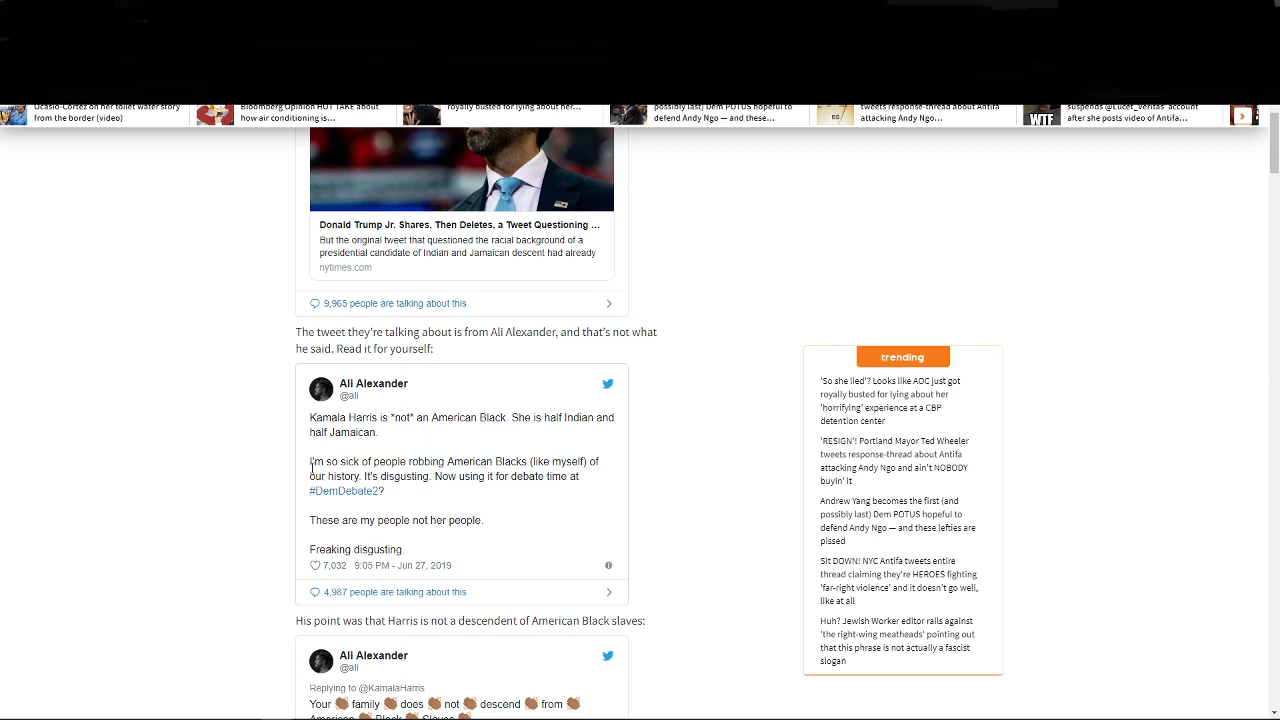 Ocasio-Cortez on her toilet water story
from the border (video)
Bloomberg Opinion HOT TAKE about
how air conditioning is...
royally busted for lying about her...
possibly last) Dem POTUS hopeful to
defend Andy Ngo — and these...
tweets response-thread about Antifa
attacking Andy Ngo...
WTF
suspends @Lucet_Veritas' account
after she posts video of Antifa...
Donald Trump Jr. Shares, Then Deletes, a Tweet Questioning ...
But the original tweet that questioned the racial background of a
presidential candidate of Indian and Jamaican descent had already
nytimes.com
9,965 people are talking about this
The tweet they're talking about is from Ali Alexander, and that's not what
he said. Read it for yourself:
Ali Alexander
@ali
Kamala Harris is *not* an American Black. She is half Indian and
half Jamaican.
I'm so sick of people robbing American Blacks (like myself) of
our history. It's disgusting. Now using it for debate time at
#DemDebate2?
These are my people not her people.
Freaking disgusting.
7,032 9:05 PM - Jun 27, 2019
4,987 people are talking about this
His point was that Harris is not a descendent of American Black slaves:
Ali Alexander
@ali
Replying to @KamalaHarris
Your 👏🏾 family 👏🏾 does 👏🏾 not 👏🏾 descend 👏🏾 from 👏🏾
American 👏🏾 Black 👏🏾 Slaves 👏🏾
trending
'So she lied'? Looks like AOC just got
royally busted for lying about her
'horrifying' experience at a CBP
detention center
'RESIGN'! Portland Mayor Ted Wheeler
tweets response-thread about Antifa
attacking Andy Ngo and ain't NOBODY
buyin' it
Andrew Yang becomes the first (and
possibly last) Dem POTUS hopeful to
defend Andy Ngo — and these lefties are
pissed
Sit DOWN! NYC Antifa tweets entire
thread claiming they're HEROES fighting
'far-right violence' and it doesn't go well,
like at all
Huh? Jewish Worker editor rails against
'the right-wing meatheads' pointing out
that this phrase is not actually a fascist
slogan